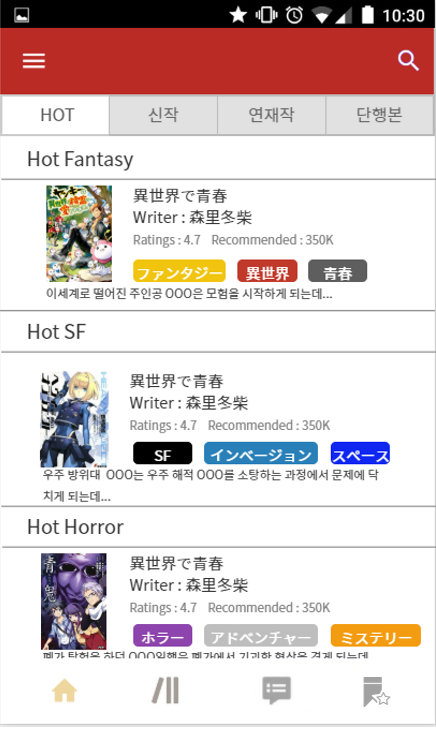 10:30
HOT 신작 연재작 단행본
Hot Fantasy
異世界で青春
Writer : 森里冬柴
Ratings : 4.7 Recommended : 350K
ファンタジー 異世界 青春
이세계로 떨어진 주인공 OOO은 모험을 시작하게 되는데...
Hot SF
異世界で青春
Writer : 森里冬柴
Ratings : 4.7 Recommended : 350K
SF インベージョン スペース
우주 방위대 OOO는 우주 해적 OOO를 소탕하는 과정에서 문제에 닥
치게 되는데...
Hot Horror
青鬼
異世界で青春
Writer : 森里冬柴
Ratings : 4.7 Recommended : 350K
ホラー アドベンチャー ミステリー
폐가 탐험을 하던 OOO일행은 폐가에서 기괴한 현상을 겪게 되는데